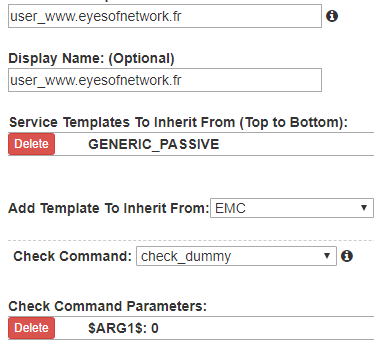 user_www.eyesofnetwork.fr
Display Name: (Optional)
user_www.eyesofnetwork.fr
Service Templates To Inherit From (Top to Bottom):
Delete GENERIC_PASSIVE
Add Template To Inherit From: EMC
Check Command: check_dummy
Check Command Parameters:
Delete $ARG1$: 0